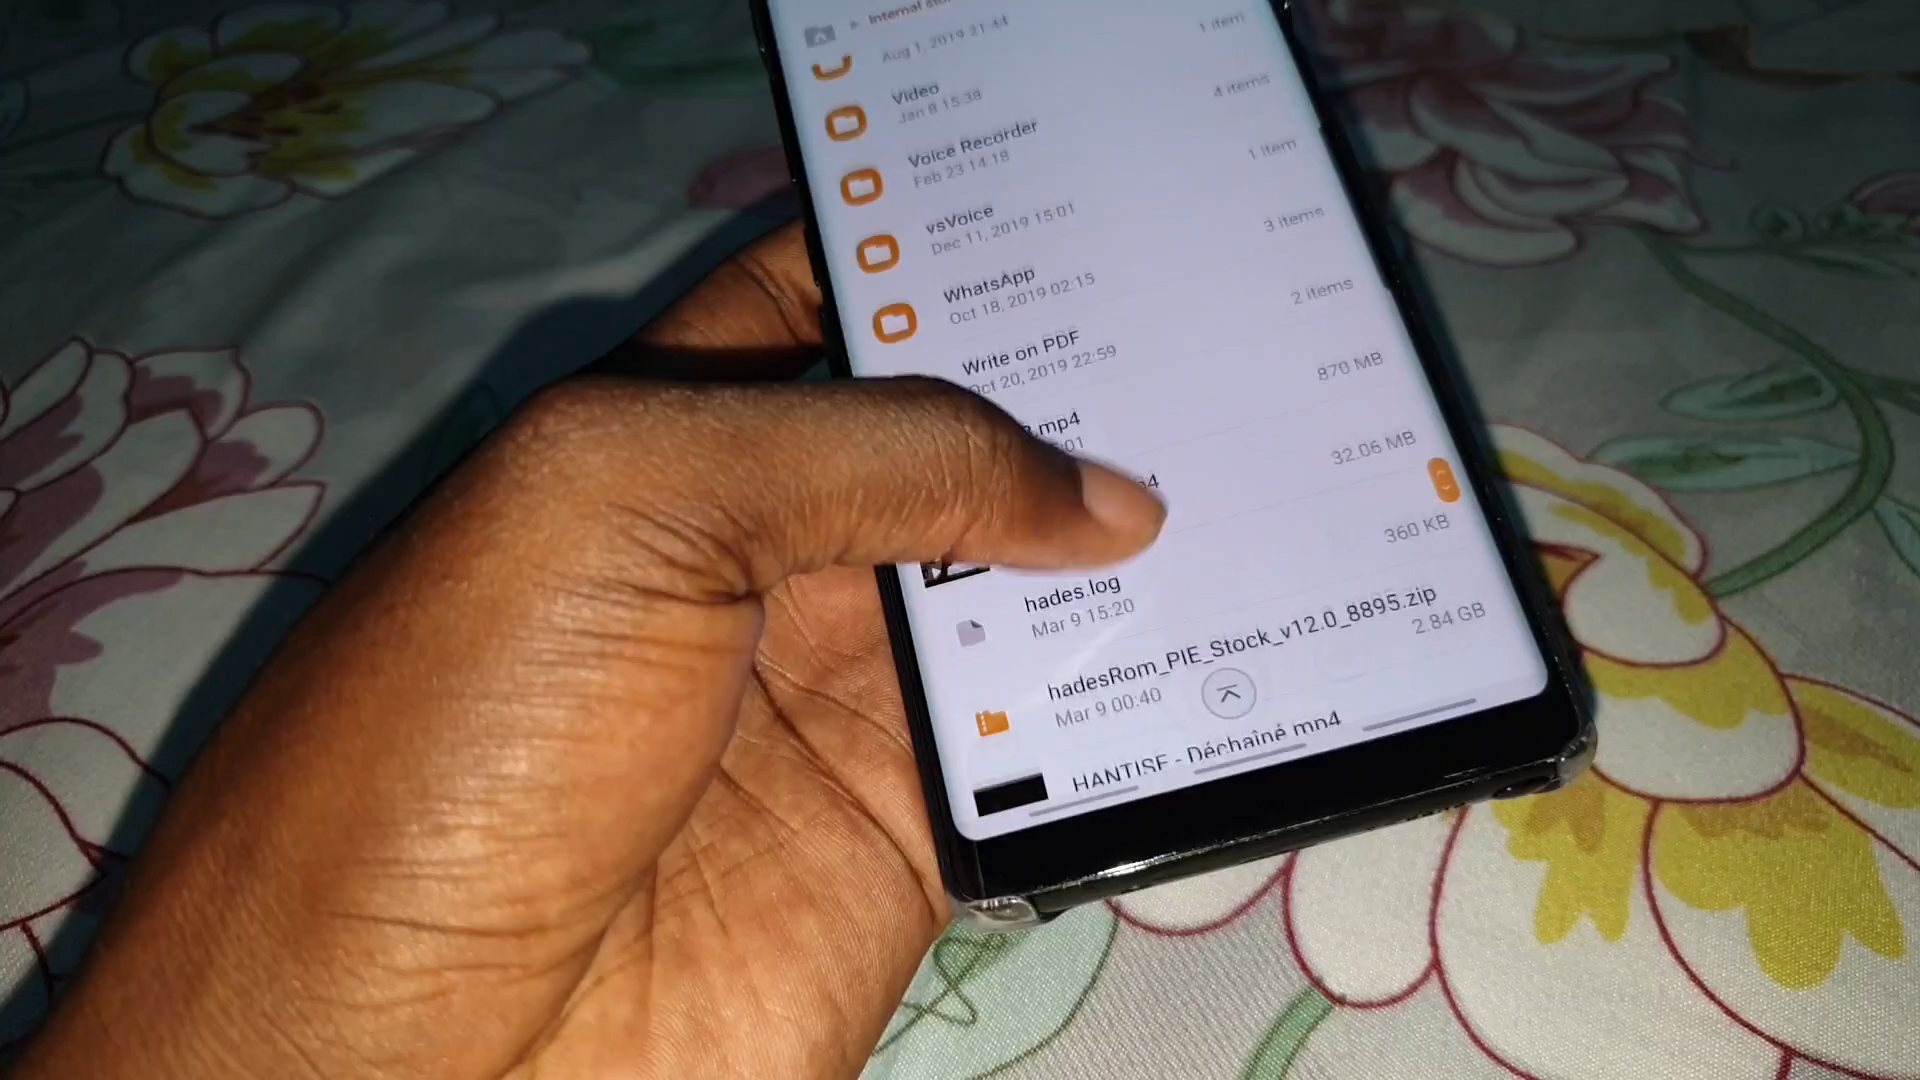 Internal
Aug 1, 2019 21:44
1 item
Video
Jan 8 15:38
4 items
Voice Recorder
Feb 23 14:18
1 item
vsVoice
Dec 11, 2019 15:01
3 items
WhatsApp
Oct 18, 2019 02:15
2 items
Write on PDF
Oct 20, 2019 22:59
870 MB
.mp4
:01
32.06 MB
360 KB
hades.log
Mar 9 15:20
hadesRom_PIE_Stock_v12.0_8895.zip
Mar 9 00:40
2.84 GB
HANTISE - Déchaîné.mp4